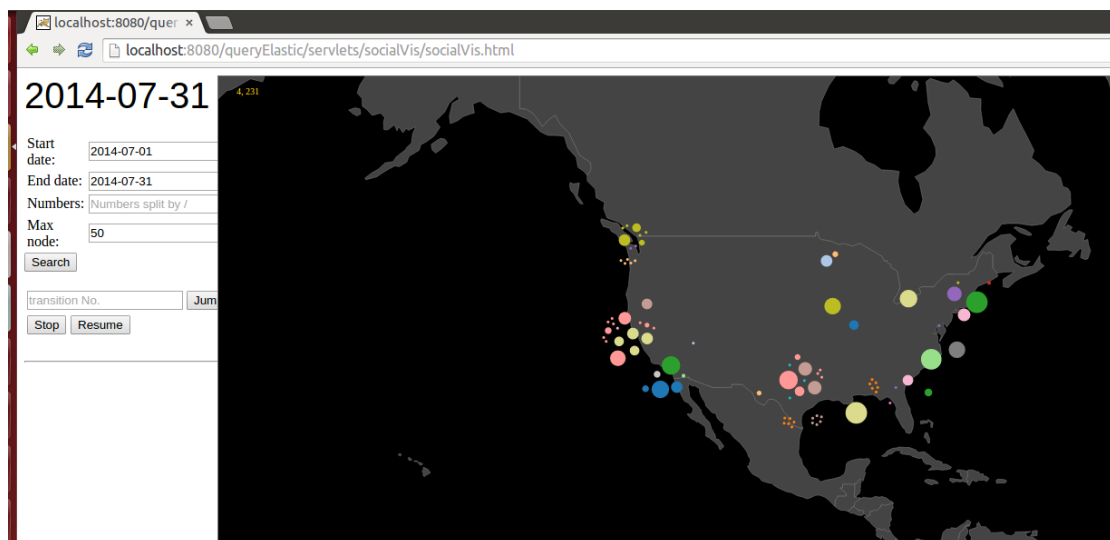 localhost:8080/quer ×
localhost:8080/queryElastic/servlets/socialVis/socialVis.html
2014-07-31
4, 231
Start date: 2014-07-01
End date: 2014-07-31
Numbers: Numbers split by /
Max node: 50
Search
transition No. Jum
Stop Resume